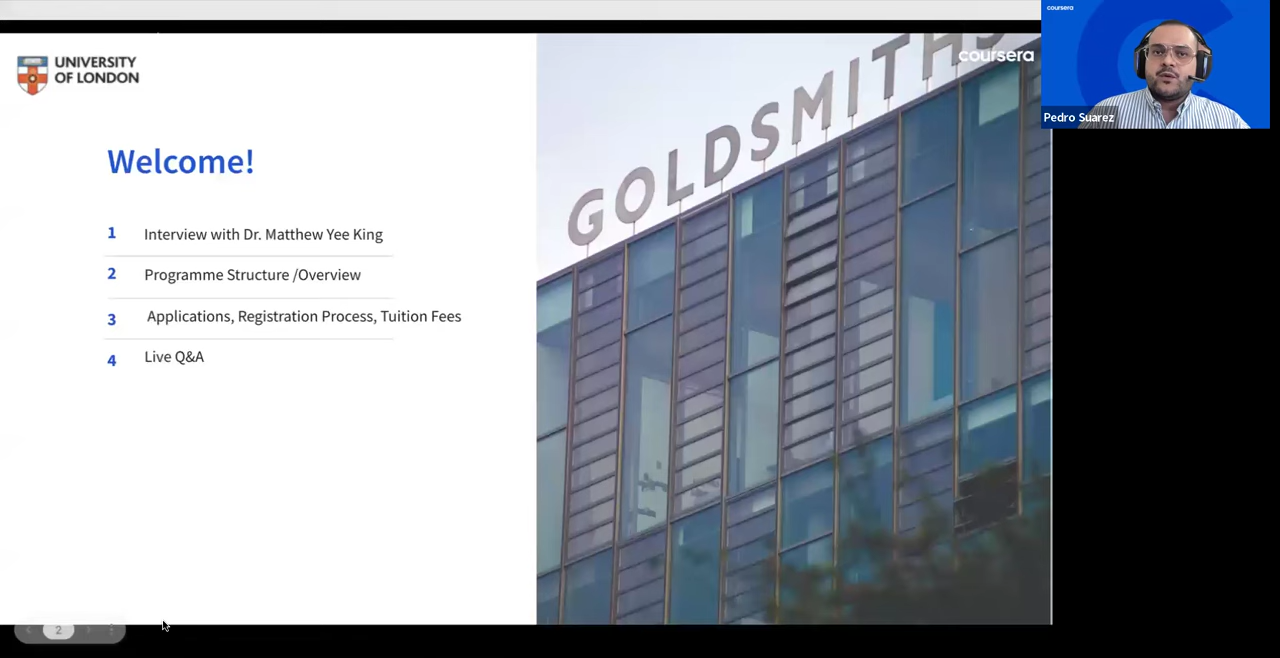 UNIVERSITY
OF LONDON
Welcome!
1 Interview with Dr. Matthew Yee King
2 Programme Structure /Overview
3 Applications, Registration Process, Tuition Fees
4 Live Q&A
2
GOLDSMITHS
coursera
coursera
Pedro Suarez